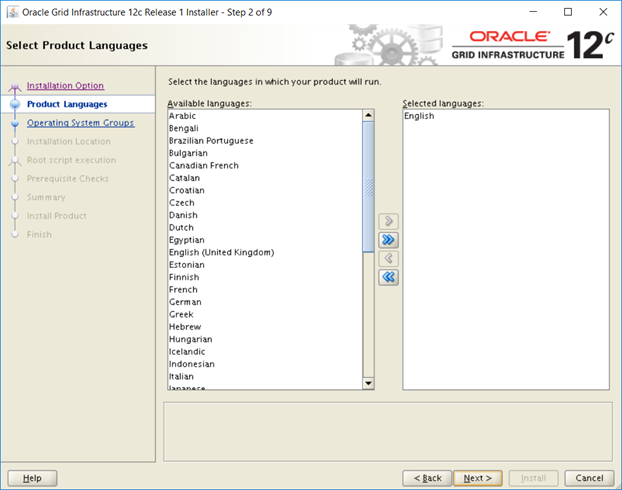 Oracle Grid Infrastructure 12c Release 1 Installer - Step 2 of 9
Select Product Languages
ORACLE
GRID INFRASTRUCTURE 12c
Installation Option
Product Languages
Operating System Groups
Installation Location
Root script execution
Prerequisite Checks
Summary
Install Product
Finish
Select the languages in which your product will run.
Available languages:
Arabic
Bengali
Brazilian Portuguese
Bulgarian
Canadian French
Catalan
Croatian
Czech
Danish
Dutch
Egyptian
English (United Kingdom)
Estonian
Finnish
French
German
Greek
Hebrew
Hungarian
Icelandic
Indonesian
Italian
Japanese
Selected languages:
English
Help
< Back
Next >
Install
Cancel